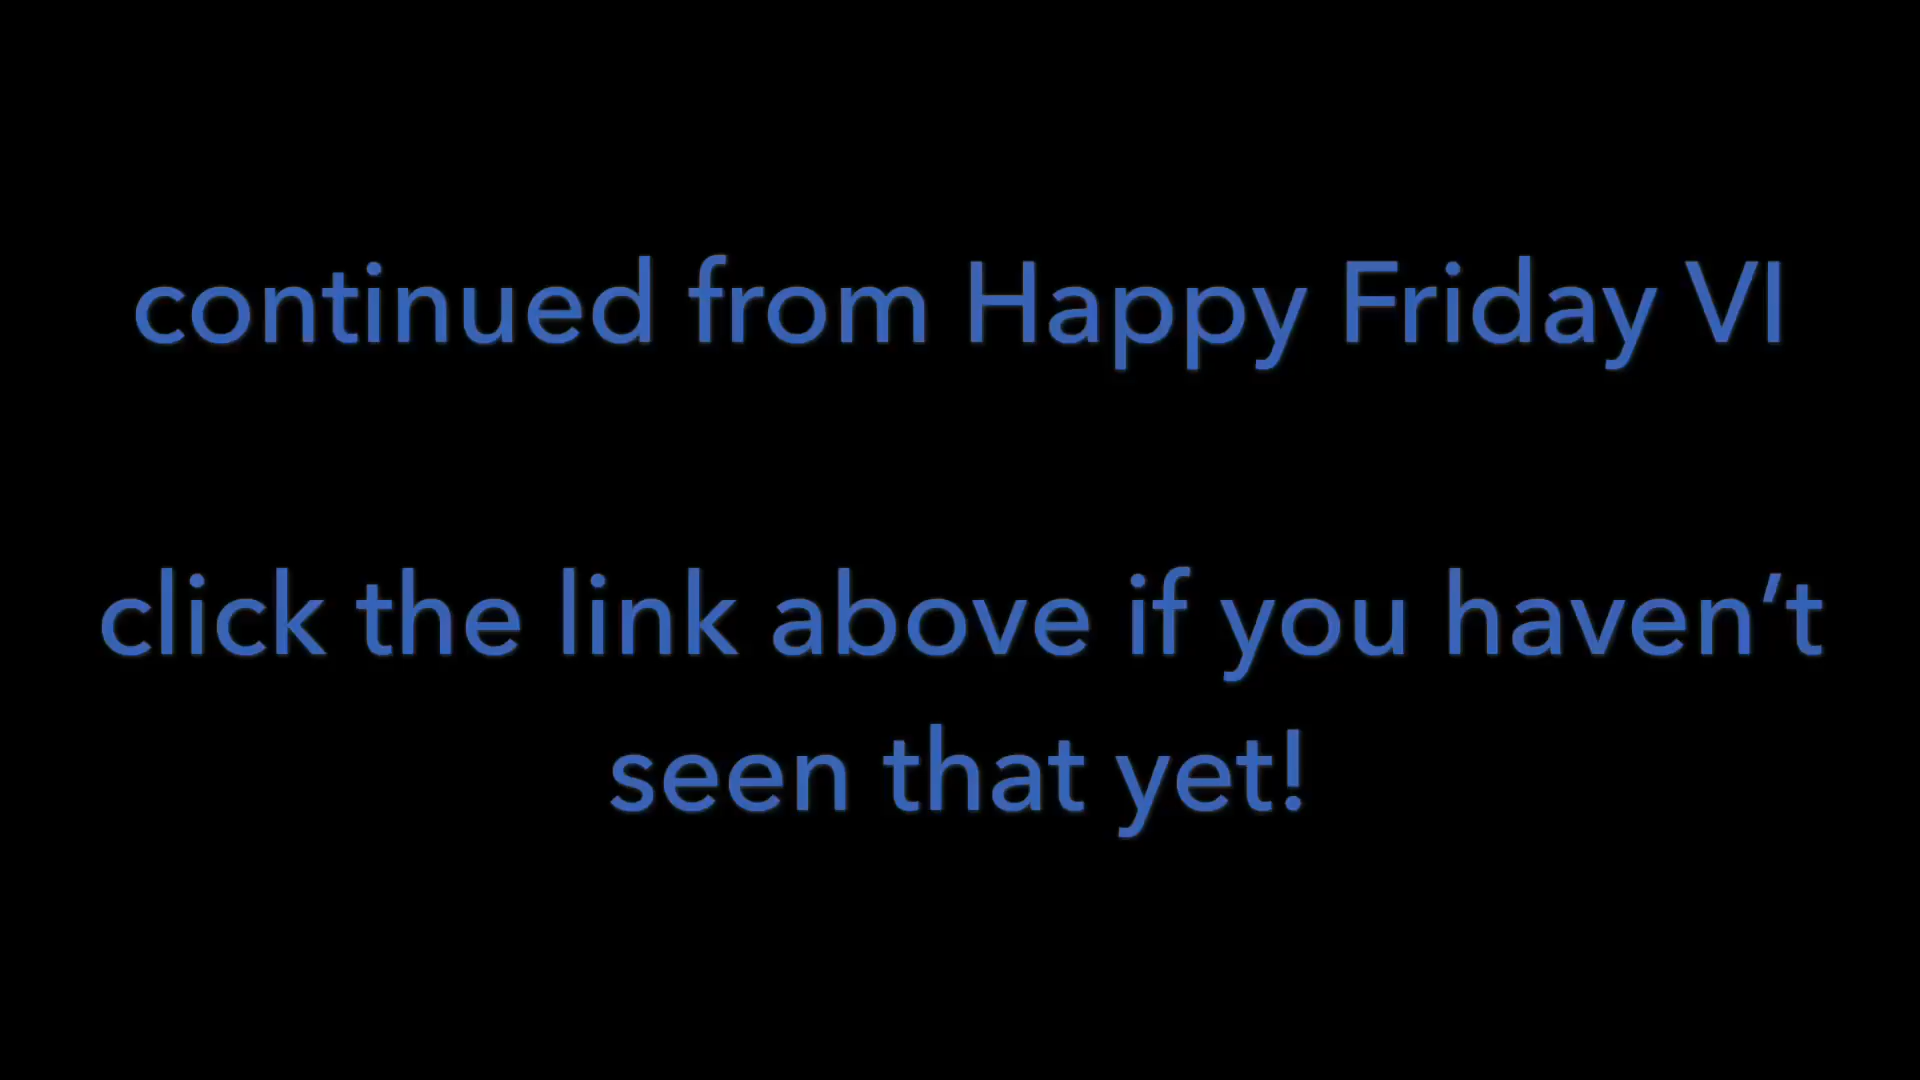 continued from Happy Friday VI
click the link above if you haven’t
seen that yet!